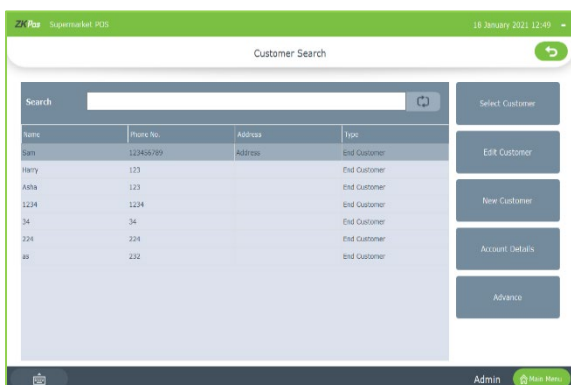 ZKPos Supermarket POS 18 January 2021 12:49
Customer Search
Search
Select Customer
Name Phone No. Address Type
Sam 123456789 Address End Customer
Edit Customer
Harry 123 End Customer
Asha 123 End Customer
1234 1234 End Customer
New Customer
34 34 End Customer
224 224 End Customer
as 232 End Customer
Account Details
Advance
Admin Main Menu